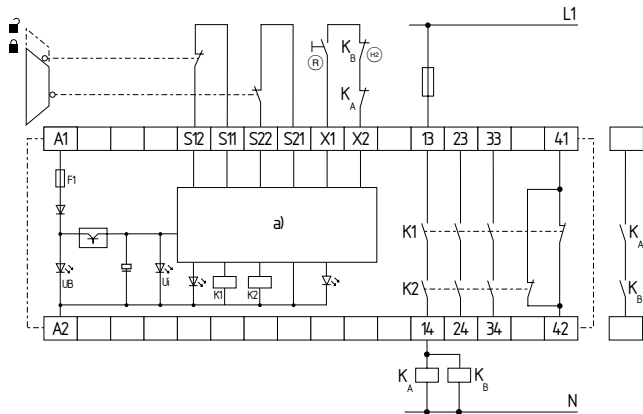 L1
K B
H2
R
K A
A1 S12 S11 S22 S21 X1 X2 13 23 33 41
F1
a)
K1
K A
UB
Ui
K1
K2
K2
K B
A2 14 24 34 42
K A
K B
N